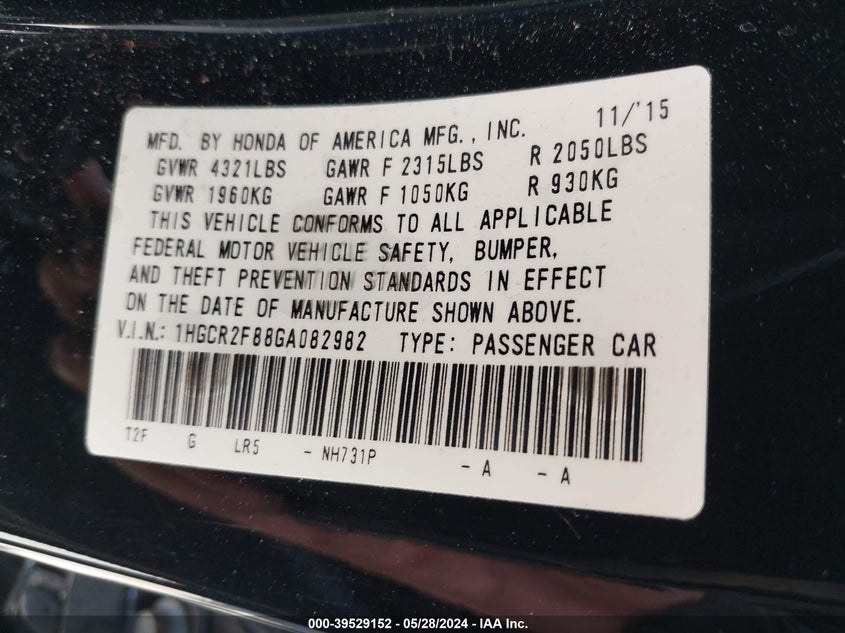 11/'15
MFD. BY HONDA OF AMERICA MFG., INC.
GVWR 4321LBS GAWR F 2315LBS R 2050LBS
GVWR 1960KG GAWR F 1050KG R 930KG
THIS VEHICLE CONFORMS TO ALL APPLICABLE
FEDERAL MOTOR VEHICLE SAFETY, BUMPER,
AND THEFT PREVENTION STANDARDS IN EFFECT
ON THE DATE OF MANUFACTURE SHOWN ABOVE.
V.I.N.: 1HGCR2F88GA082982 TYPE: PASSENGER CAR
T2F G LR5 - NH731P - A - A
000-39529152 - 05/28/2024 - IAA Inc.